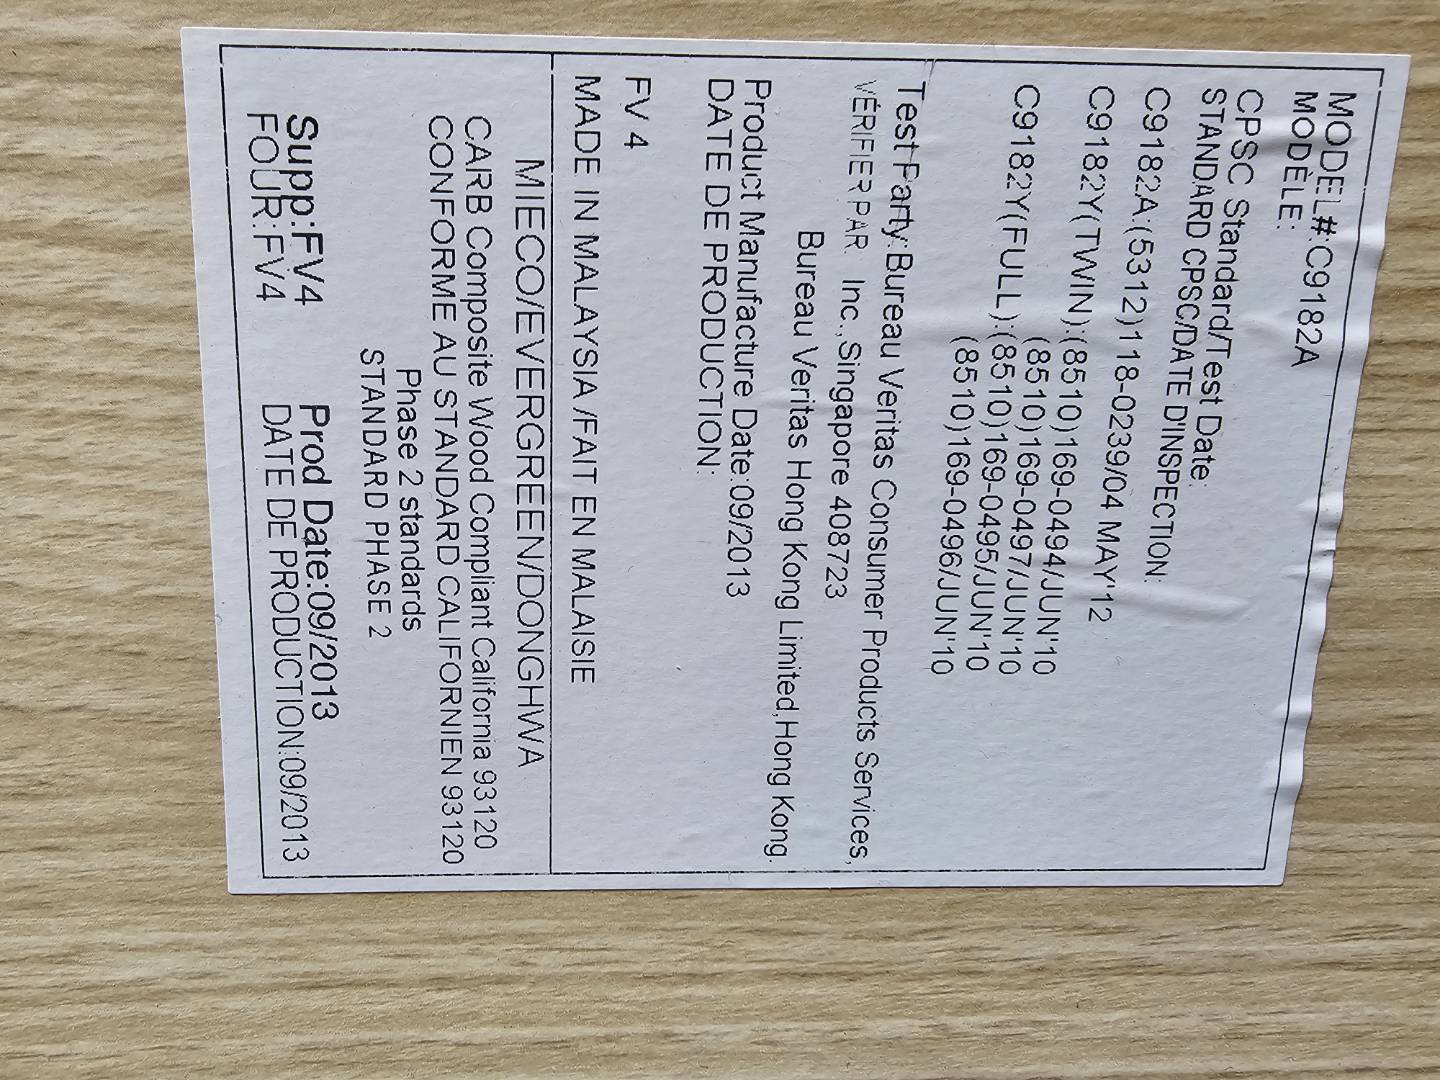 MODEL#:C9182A
MODÈLE:
CPSC Standard/Test Date:
STANDARD CPSC/DATE D'INSPECTION:
C9182A:(5312)118-0239/04 MAY'12
C9182Y(TWIN):(8510)169-0494/JUN'10
(8510)169-0497/JUN'10
C9182Y(FULL):(8510)169-0495/JUN'10
(8510)169-0496/JUN'10
Test Party:Bureau Veritas Consumer Products Services,
VÉRIFIER PAR Inc.,Singapore 408723
Bureau Veritas Hong Kong Limited,Hong Kong.
Product Manufacture Date:09/2013
DATE DE PRODUCTION:
FV 4
MADE IN MALAYSIA /FAIT EN MALAISIE
MIECO/EVERGREEN/DONGHWA
CARB Composite Wood Compliant California 93120
CONFORME AU STANDARD CALIFORNIEN 93120
Phase 2 standards
STANDARD PHASE 2
Supp:FV4 Prod Date:09/2013
FOUR:FV4 DATE DE PRODUCTION:09/2013